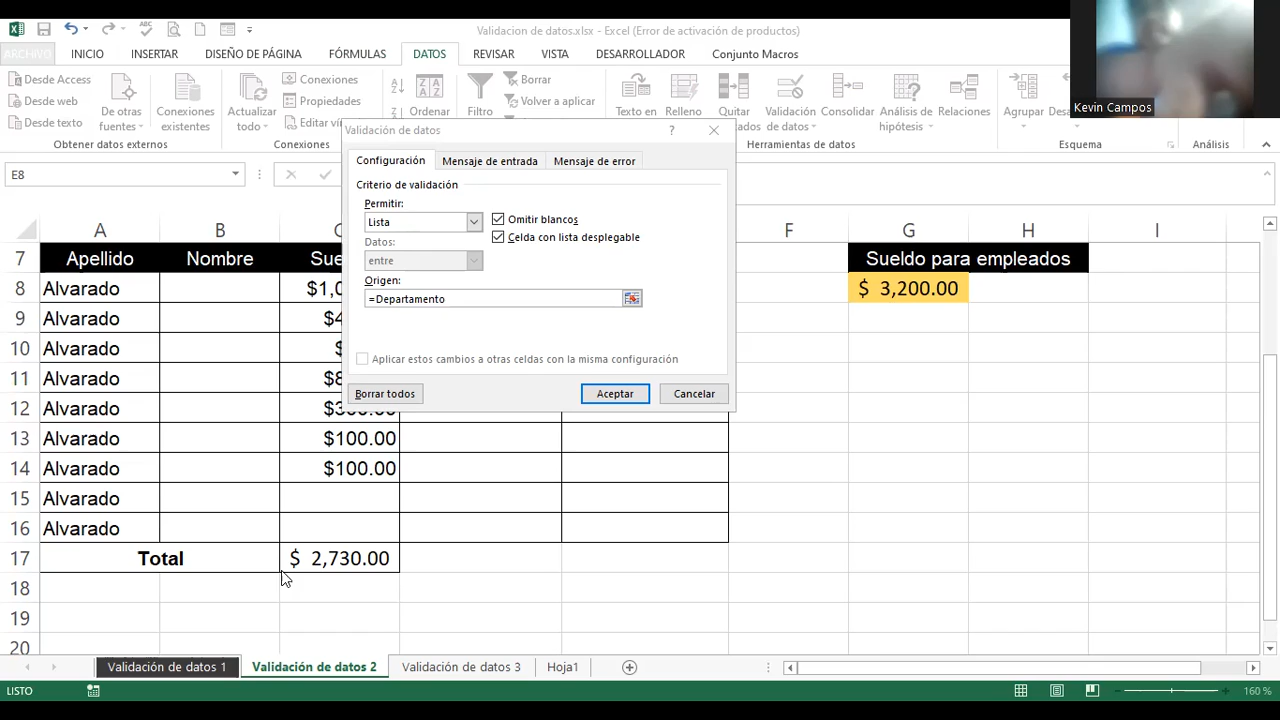 Validacion de datos.xlsx - Excel (Error de activación de productos)
ARCHIVO INICIO INSERTAR DISEÑO DE PÁGINA FÓRMULAS DATOS REVISAR VISTA DESARROLLADOR Conjunto Macros
Kevin Campos
Desde Access
Desde web
Desde texto
De otras
fuentes
Conexiones
existentes
Obtener datos externos
Actualizar
todo
Conexiones
Propiedades
Editar
Conexiones
Ordenar
Filtro
Borrar
Volver a aplicar
Texto en
Relleno
Quitar
Validación
de datos
Consolidar
Análisis de
hipótesis
Relaciones
Herramientas de datos
Agrupar
Esquema
Análisis
E8
Validación de datos
Configuración Mensaje de entrada Mensaje de error
Criterio de validación
Permitir:
Lista
Omitir blancos
Datos:
Celda con lista desplegable
entre
Origen:
=Departamento
Aplicar estos cambios a otras celdas con la misma configuración
Borrar todos Aceptar Cancelar
A B F G H I
7 Apellido Nombre Sue Sueldo para empleados
8 Alvarado $1,0 $ 3,200.00
9 Alvarado $4
10 Alvarado $
11 Alvarado $8
12 Alvarado $300.00
13 Alvarado $100.00
14 Alvarado $100.00
15 Alvarado
16 Alvarado
17 Total $ 2,730.00
18
19
20
Validación de datos 1 Validación de datos 2 Validación de datos 3 Hoja1
LISTO 160 %